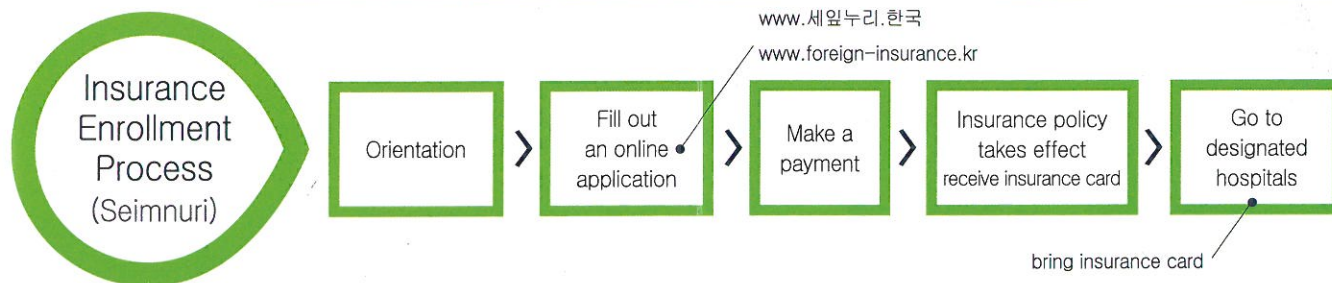 www.세잎누리.한국
www.foreign-insurance.kr
Insurance
Enrollment
Process
(Seimnuri)
Orientation
Fill out
an online
application
Make a
payment
Insurance policy
takes effect
receive insurance card
Go to
designated
hospitals
bring insurance card